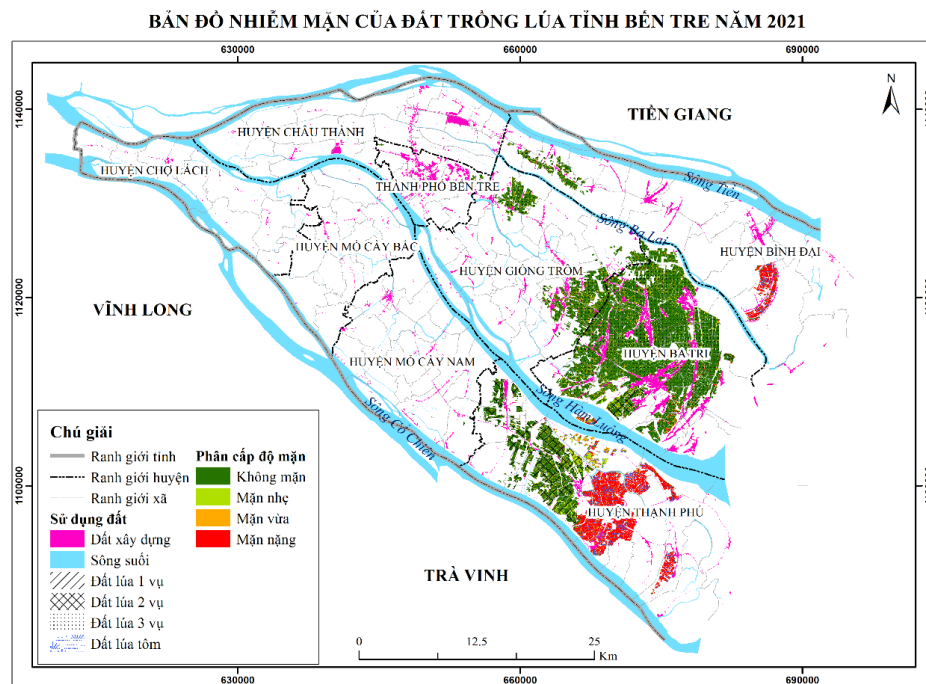 BẢN ĐỒ NHIỄM MẶN CỦA ĐẤT TRỒNG LÚA TỈNH BẾN TRE NĂM 2021
630000 660000 690000
1140000
N
TIỀN GIANG
HUYỆN CHÂU THÀNH
HUYỆN CHỢ LÁCH
THÀNH PHỐ BẾN TRE
Sông Tiền
Sông Ba Lai
HUYỆN MỎ CÀY BẮC
HUYỆN BÌNH ĐẠI
HUYỆN GIỒNG TRÔM
1120000
VĨNH LONG
HUYỆN BA TRI
HUYỆN MỎ CÀY NAM
Sông Hàm Luông
Sông Cổ Chiên
1100000
HUYỆN THẠNH PHÚ
TRÀ VINH
Chú giải
Ranh giới tỉnh
Ranh giới huyện
Ranh giới xã
Sử dụng đất
Đất xây dựng
Sông suối
Đất lúa 1 vụ
Đất lúa 2 vụ
Đất lúa 3 vụ
Đất lúa tôm
Phân cấp độ mặn
Không mặn
Mặn nhẹ
Mặn vừa
Mặn nặng
0 12.5 25
Km
630000 660000 690000